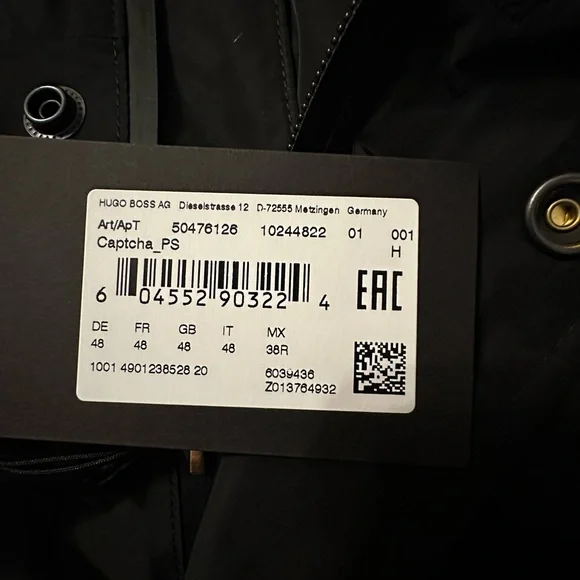 HUGO BOSS AG Dieselstrasse 12 D-72555 Metzingen Germany
Art/ApT 50476126 10244822 01 001
Captcha_PS H
6 04552 90322 4 EAC
DE FR GB IT MX
48 48 48 48 38R
1001 4901238528 20 6039436
Z013764932